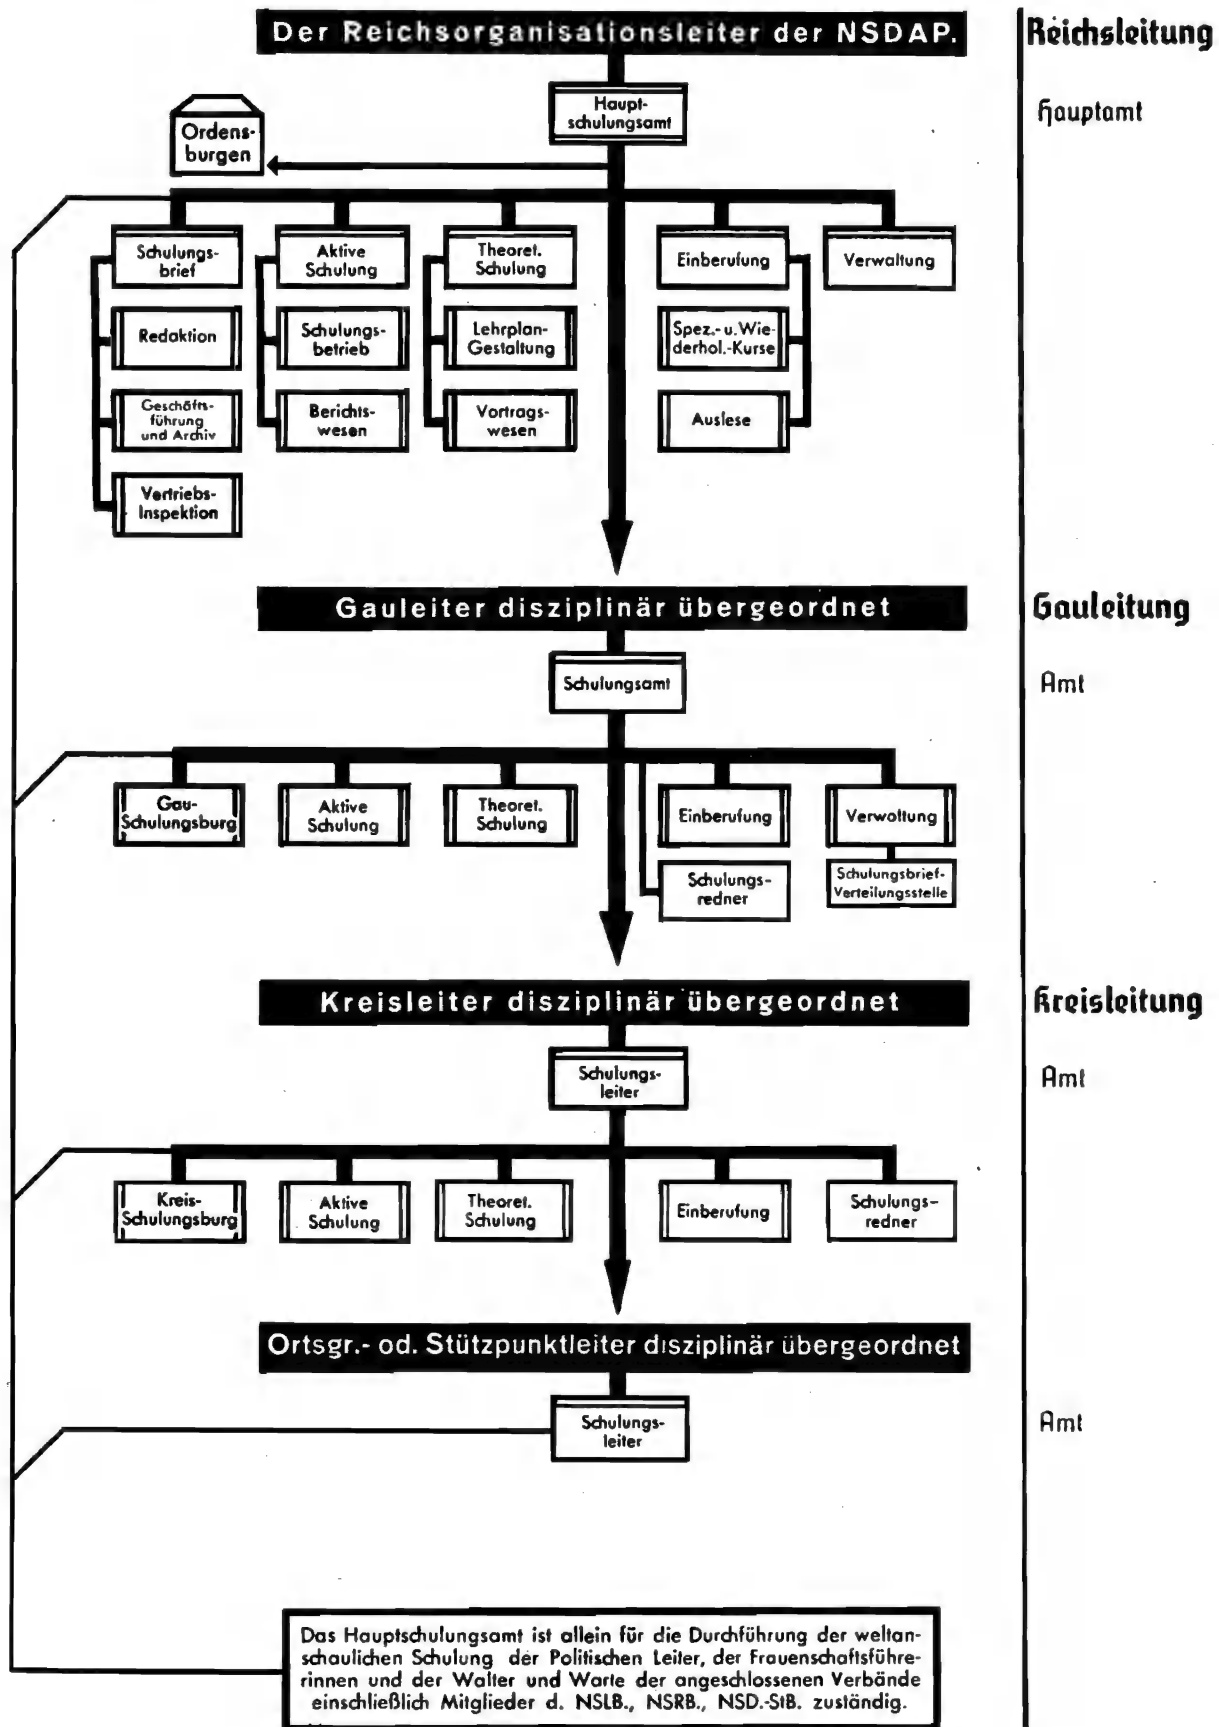 Der Reichsorganisationsleiter der NSDAP.
Reichsleitung
Haupt-
schulungsamt
Hauptamt
Ordens-
burgen
Schulungs-
brief
Aktive
Schulung
Theoret.
Schulung
Einberufung
Verwaltung
Redaktion
Schulungs-
betrieb
Lehrplan-
Gestaltung
Spez.- u. Wie-
derhol.-Kurse
Geschäfts-
führung
und Archiv
Berichts-
wesen
Vortrags-
wesen
Auslese
Vertriebs-
Inspektion
Gauleiter disziplinär übergeordnet
Gauleitung
Schulungsamt
Amt
Gau-
Schulungsburg
Aktive
Schulung
Theoret.
Schulung
Einberufung
Verwaltung
Schulungs-
redner
Schulungsbrief-
Verteilungsstelle
Kreisleiter disziplinär übergeordnet
Kreisleitung
Schulungs-
leiter
Amt
Kreis-
Schulungsburg
Aktive
Schulung
Theoret.
Schulung
Einberufung
Schulungs-
redner
Ortsgr.- od. Stützpunktleiter disziplinär übergeordnet
Schulungs-
leiter
Amt
Das Hauptschulungsamt ist allein für die Durchführung der weltan-
schaulichen Schulung der Politischen Leiter, der Frauenschaftsführe-
rinnen und der Walter und Warte der angeschlossenen Verbände
einschließlich Mitglieder d. NSLB., NSRB., NSD.-StB. zuständig.